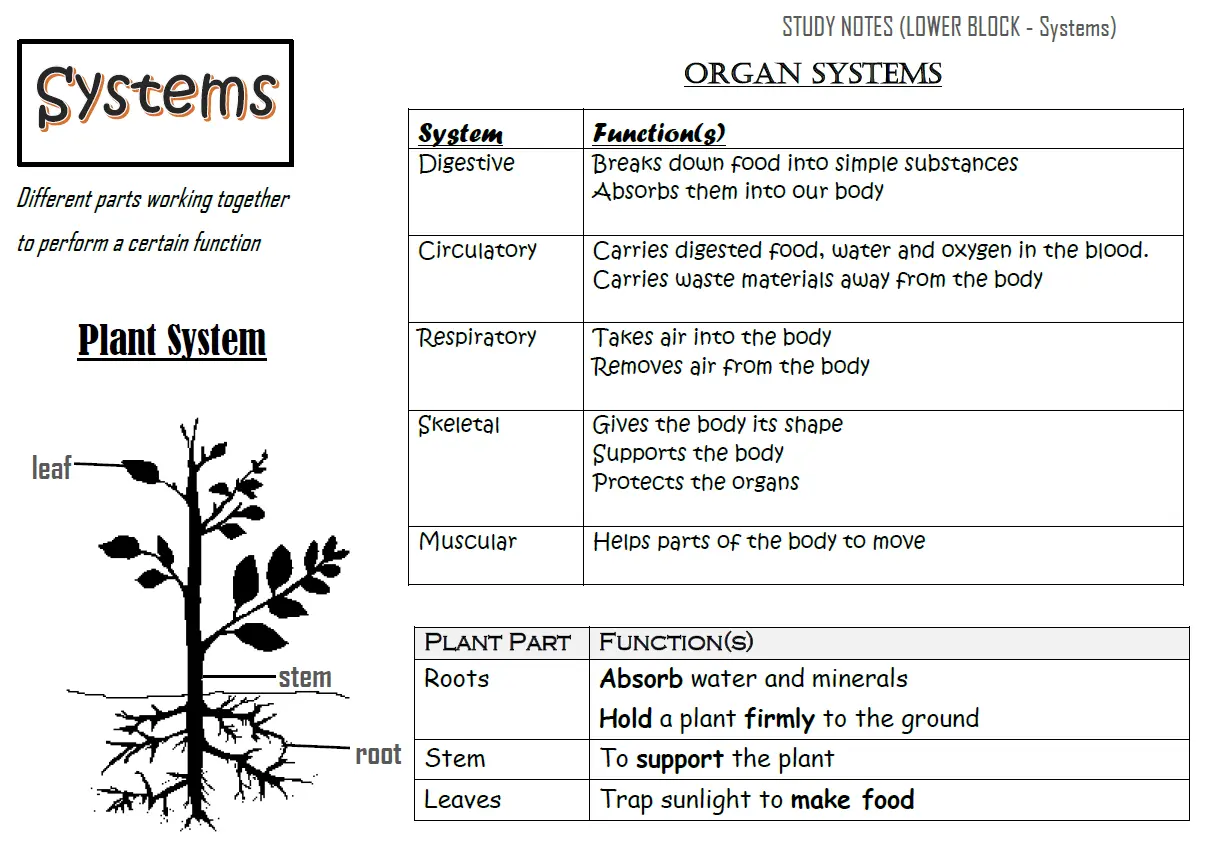 STUDY NOTES (LOWER BLOCK - Systems)
Systems
Different parts working together
to perform a certain function
Plant System
leaf
stem
root
ORGAN SYSTEMS
System Function(s)
Digestive Breaks down food into simple substances
Absorbs them into our body
Circulatory Carries digested food, water and oxygen in the blood.
Carries waste materials away from the body
Respiratory Takes air into the body
Removes air from the body
Skeletal Gives the body its shape
Supports the body
Protects the organs
Muscular Helps parts of the body to move
PLANT PART FUNCTION(S)
Roots Absorb water and minerals
Hold a plant firmly to the ground
Stem To support the plant
Leaves Trap sunlight to make food